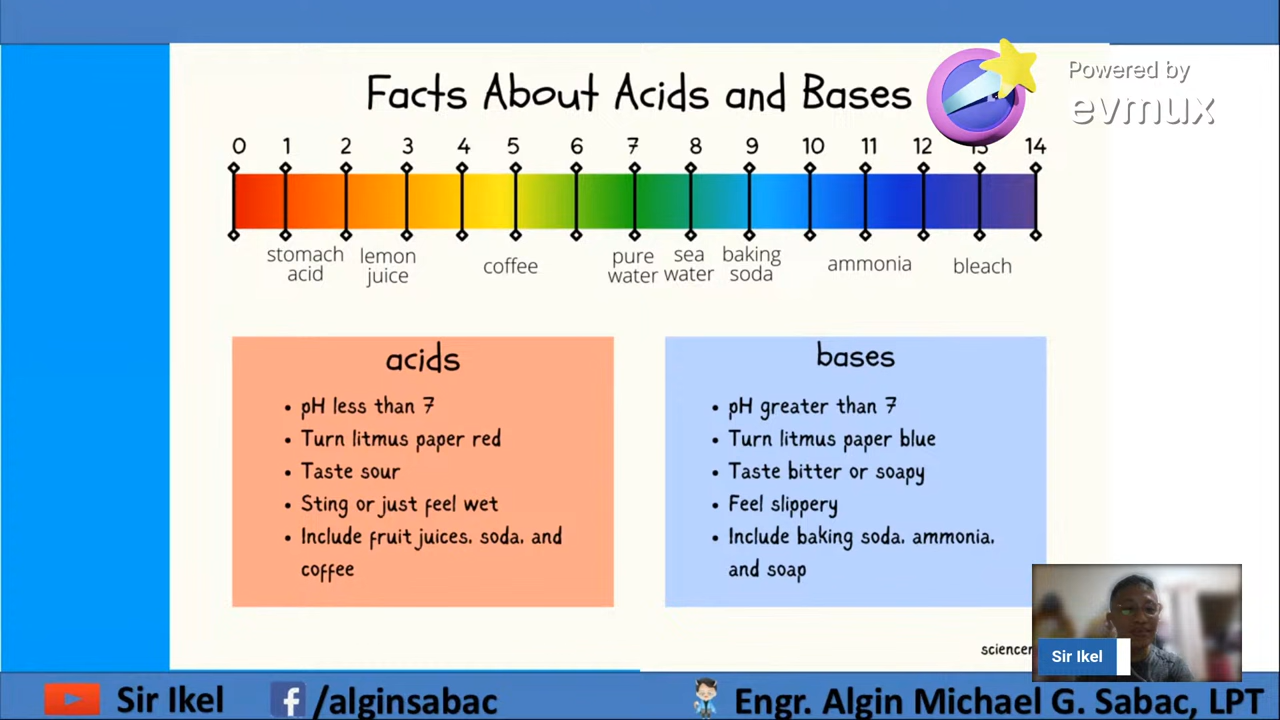 Facts About Acids and Bases
Powered by
evmux
0 1 2 3 4 5 6 7 8 9 10 11 12 13 14
stomach acid
lemon juice
coffee
pure water
sea water
baking soda
ammonia
bleach
acids
• pH less than 7
• Turn litmus paper red
• Taste sour
• Sting or just feel wet
• Include fruit juices, soda, and
coffee
bases
• pH greater than 7
• Turn litmus paper blue
• Taste bitter or soapy
• Feel slippery
• Include baking soda, ammonia,
and soap
Sir Ikel
Sir Ikel
/alginsabac
Engr. Algin Michael G. Sabac, LPT